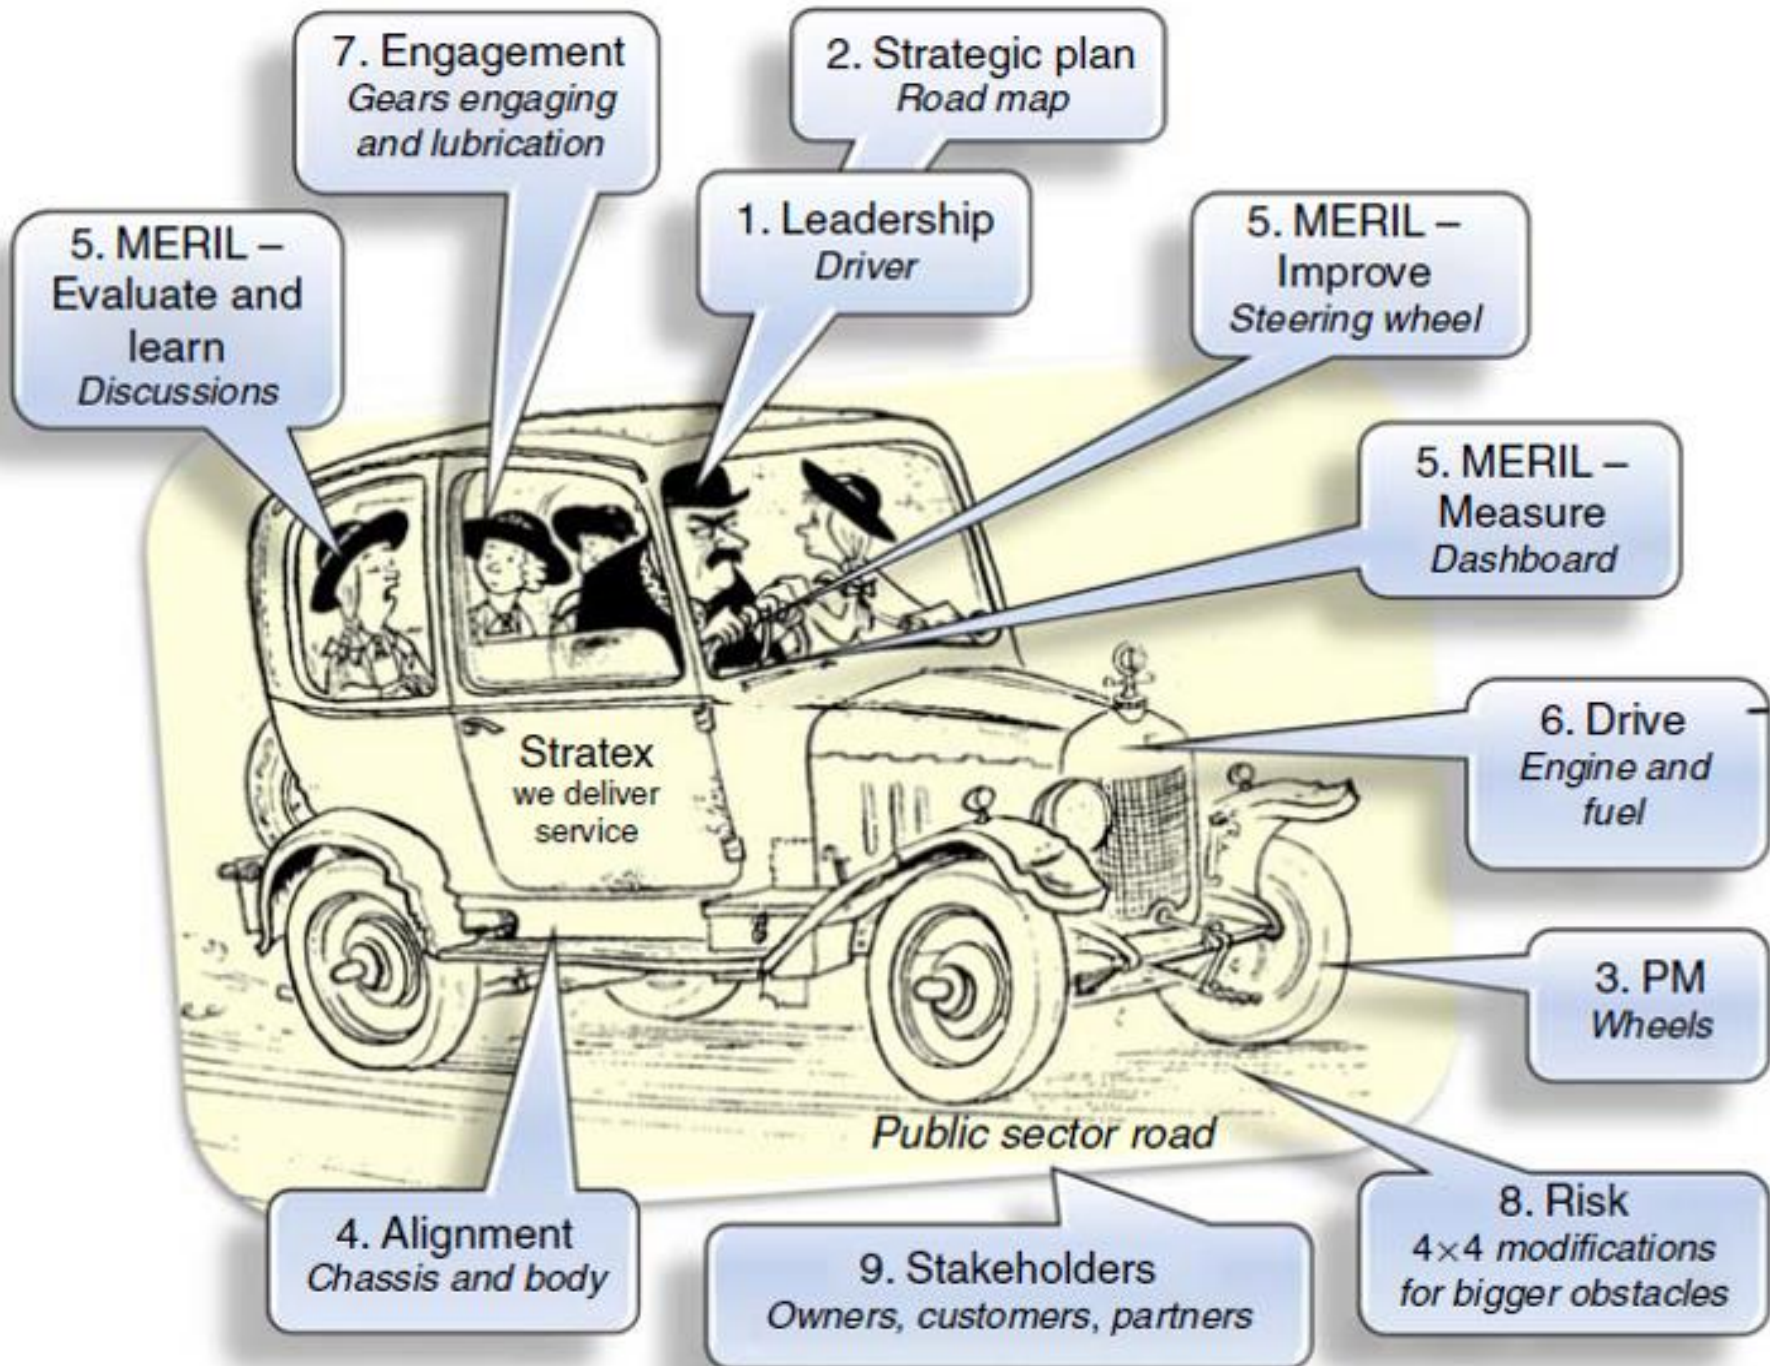 7. Engagement
Gears engaging
and lubrication
2. Strategic plan
Road map
1. Leadership
Driver
5. MERIL –
Improve
Steering wheel
5. MERIL –
Evaluate and
learn
Discussions
5. MERIL –
Measure
Dashboard
6. Drive
Engine and
fuel
Stratex
we deliver
service
3. PM
Wheels
Public sector road
4. Alignment
Chassis and body
9. Stakeholders
Owners, customers, partners
8. Risk
4×4 modifications
for bigger obstacles